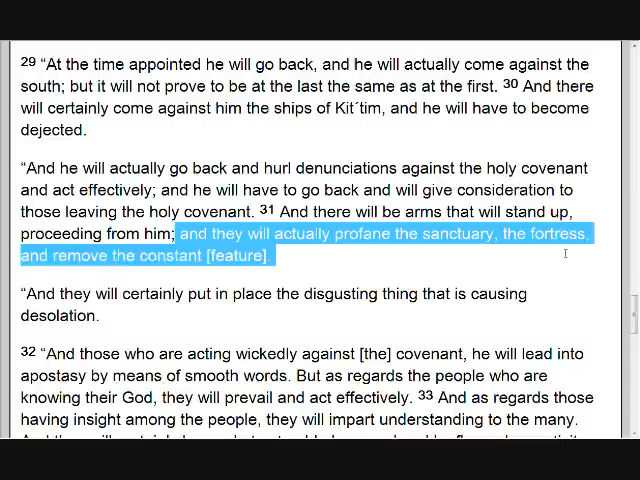 29 “At the time appointed he will go back, and he will actually come against the
south; but it will not prove to be at the last the same as at the first. 30 And there
will certainly come against him the ships of Kit´tim, and he will have to become
dejected.
“And he will actually go back and hurl denunciations against the holy covenant
and act effectively; and he will have to go back and will give consideration to
those leaving the holy covenant. 31 And there will be arms that will stand up,
proceeding from him; and they will actually profane the sanctuary, the fortress,
and remove the constant [feature].
“And they will certainly put in place the disgusting thing that is causing
desolation.
32 “And those who are acting wickedly against [the] covenant, he will lead into
apostasy by means of smooth words. But as regards the people who are
knowing their God, they will prevail and act effectively. 33 And as regards those
having insight among the people, they will impart understanding to the many.